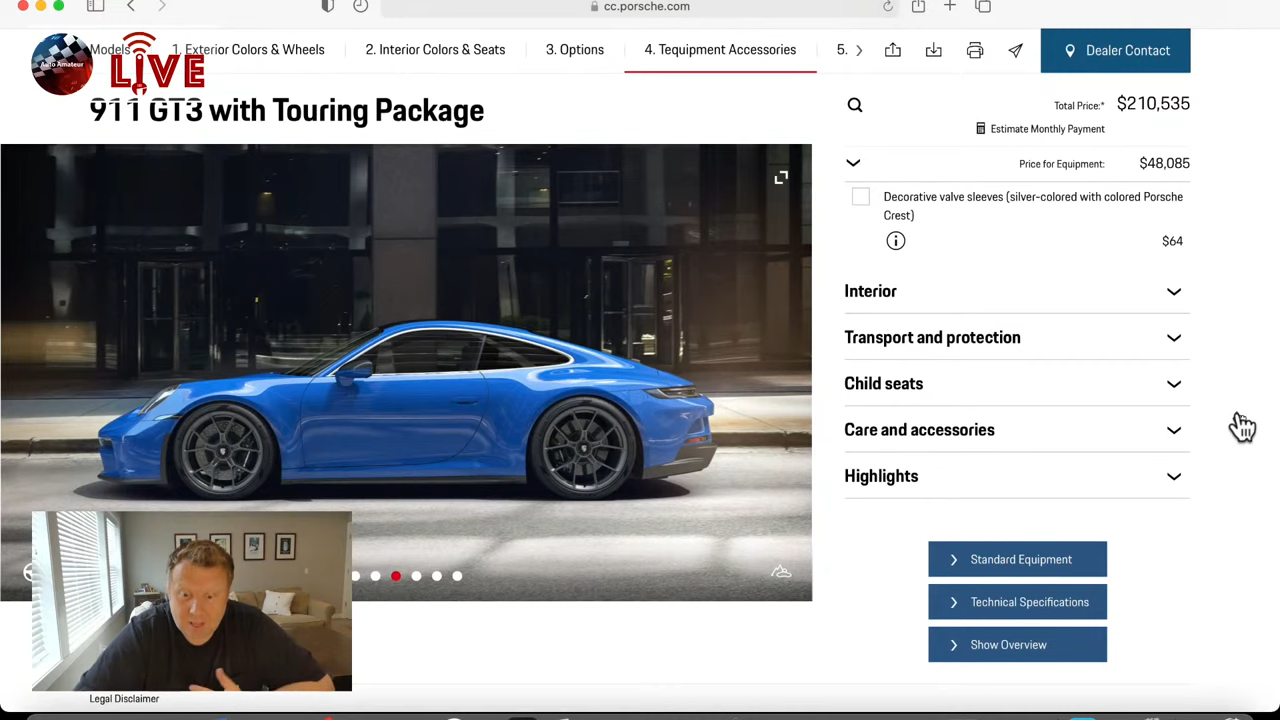 cc.porsche.com
Auto Amateur
LIVE
Models
1. Exterior Colors & Wheels
2. Interior Colors & Seats
3. Options
4. Tequipment Accessories
5.
Dealer Contact
911 GT3 with Touring Package
Total Price:* $210,535
Estimate Monthly Payment
Price for Equipment: $48,085
Decorative valve sleeves (silver-colored with colored Porsche
Crest)
$64
Interior
Transport and protection
Child seats
Care and accessories
Highlights
Standard Equipment
Technical Specifications
Show Overview
Legal Disclaimer